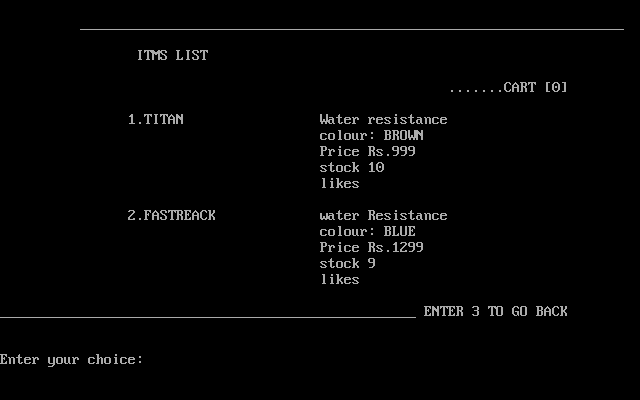 ITMS LIST
.......CART [0]
1.TITAN Water resistance
colour: BROWN
Price Rs.999
stock 10
likes
2.FASTREACK water Resistance
colour: BLUE
Price Rs.1299
stock 9
likes
ENTER 3 TO GO BACK
Enter your choice: